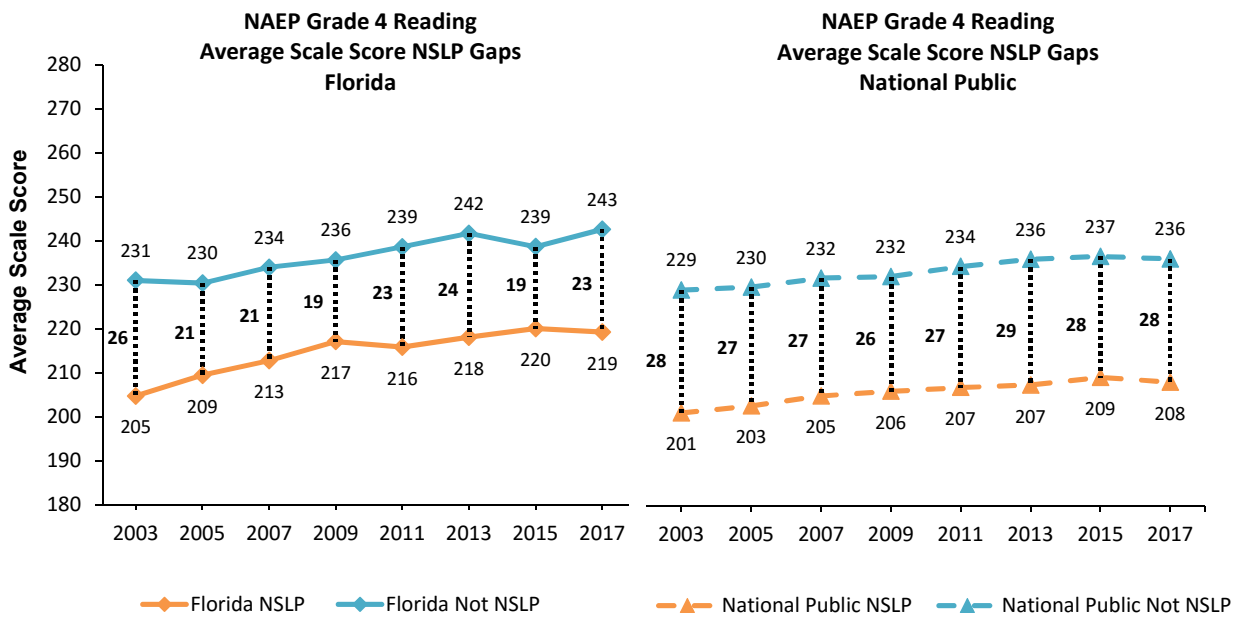 NAEP Grade 4 Reading
Average Scale Score NSLP Gaps
Florida
Average Scale Score
280
270
260
250
240
230
220
210
200
190
180
231 230 234 236 239 242 239 243
26 21 21 19 23 24 19 23
205 209 213 217 216 218 220 219
2003 2005 2007 2009 2011 2013 2015 2017
Florida NSLP Florida Not NSLP
NAEP Grade 4 Reading
Average Scale Score NSLP Gaps
National Public
229 230 232 232 234 236 237 236
28 27 27 26 27 29 28 28
201 203 205 206 207 207 209 208
2003 2005 2007 2009 2011 2013 2015 2017
National Public NSLP National Public Not NSLP